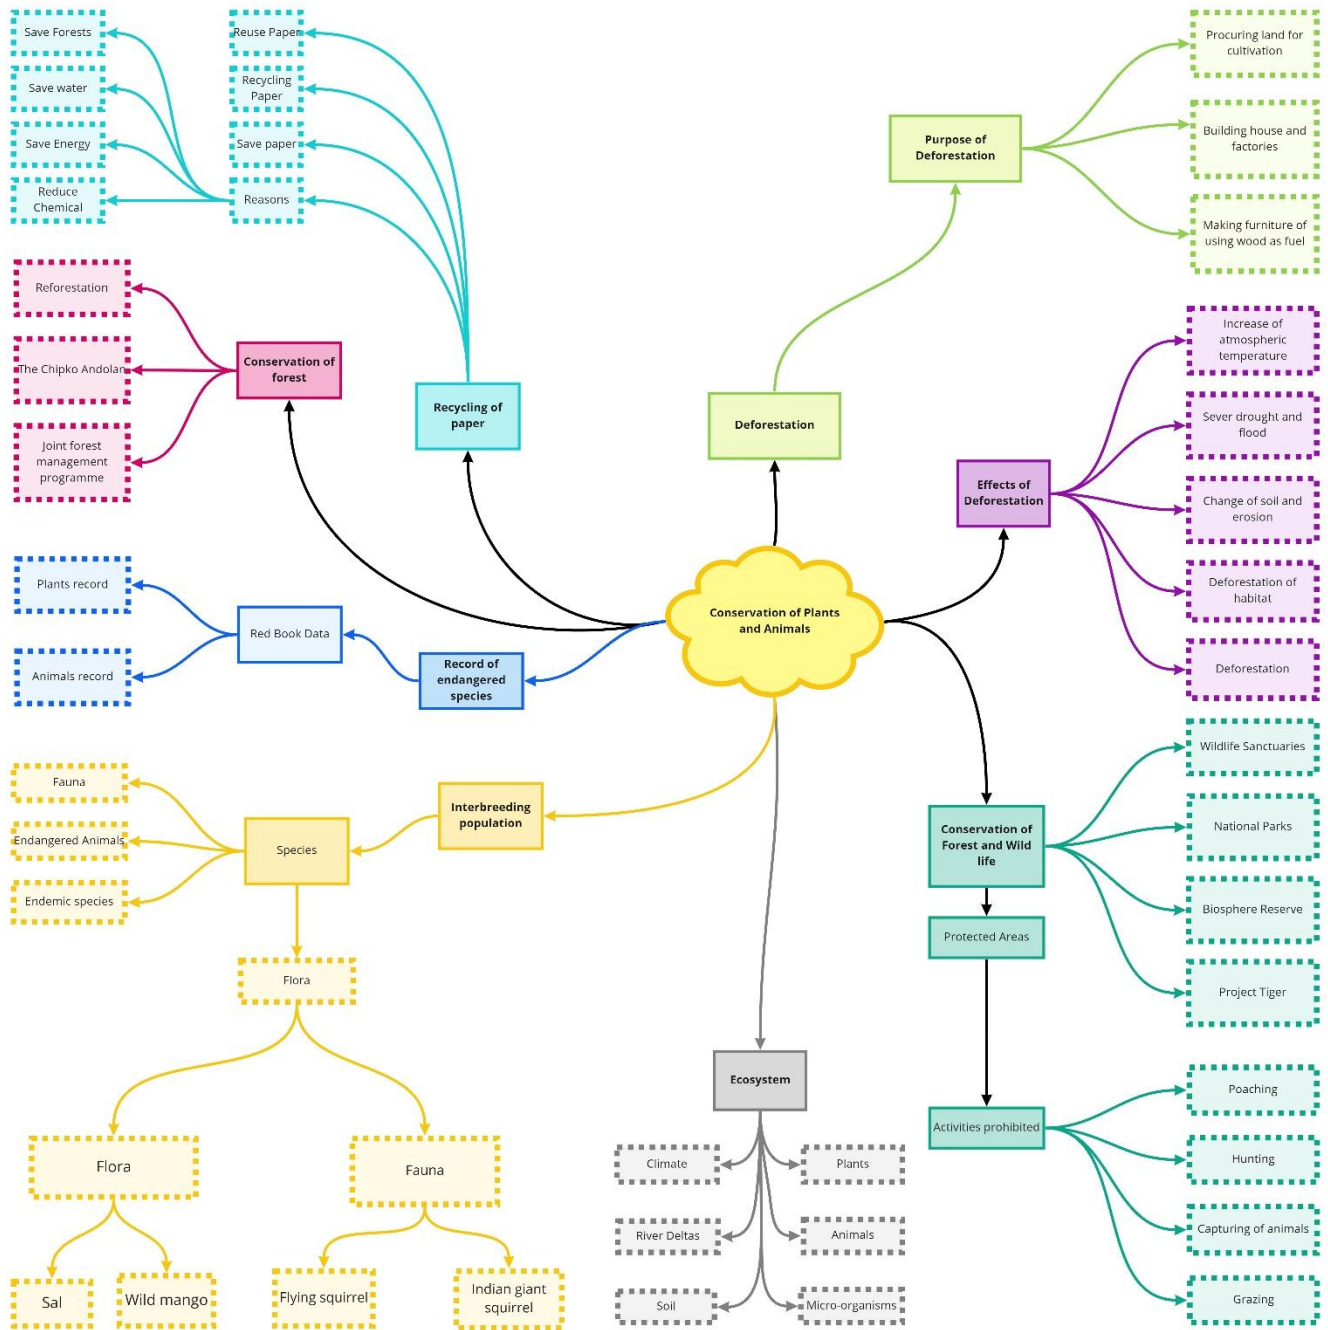 Save Forests
Save water
Save Energy
Reduce
Chemical
Reuse Paper
Recycling
Paper
Save paper
Reasons
Recycling of
paper
Reforestation
The Chipko Andolan
Joint forest
management
programme
Conservation of
forest
Plants record
Animals record
Red Book Data
Record of
endangered
species
Conservation of Plants
and Animals
Deforestation
Purpose of
Deforestation
Procuring land for
cultivation
Building house and
factories
Making furniture of
using wood as fuel
Effects of
Deforestation
Increase of
atmospheric
temperature
Sever drought and
flood
Change of soil and
erosion
Deforestation of
habitat
Deforestation
Conservation of
Forest and Wild
life
Wildlife Sanctuaries
National Parks
Biosphere Reserve
Project Tiger
Protected Areas
Activities prohibited
Poaching
Hunting
Capturing of animals
Grazing
Interbreeding
population
Species
Fauna
Endangered Animals
Endemic species
Flora
Flora
Fauna
Sal
Wild mango
Flying squirrel
Indian giant
squirrel
Ecosystem
Climate
Plants
River Deltas
Animals
Soil
Micro-organisms